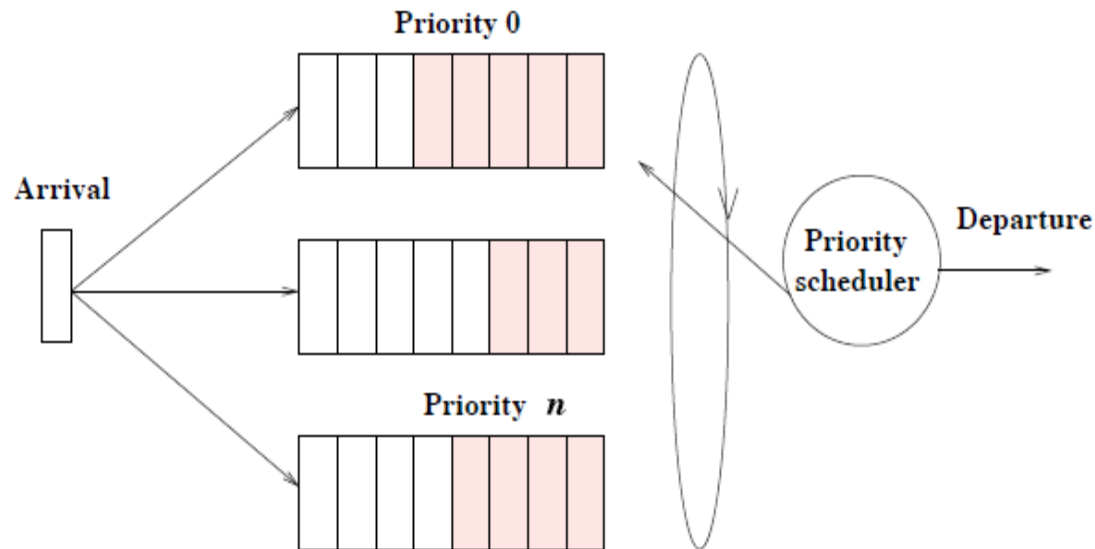 Priority 0
Arrival
Priority
scheduler
Departure
Priority n